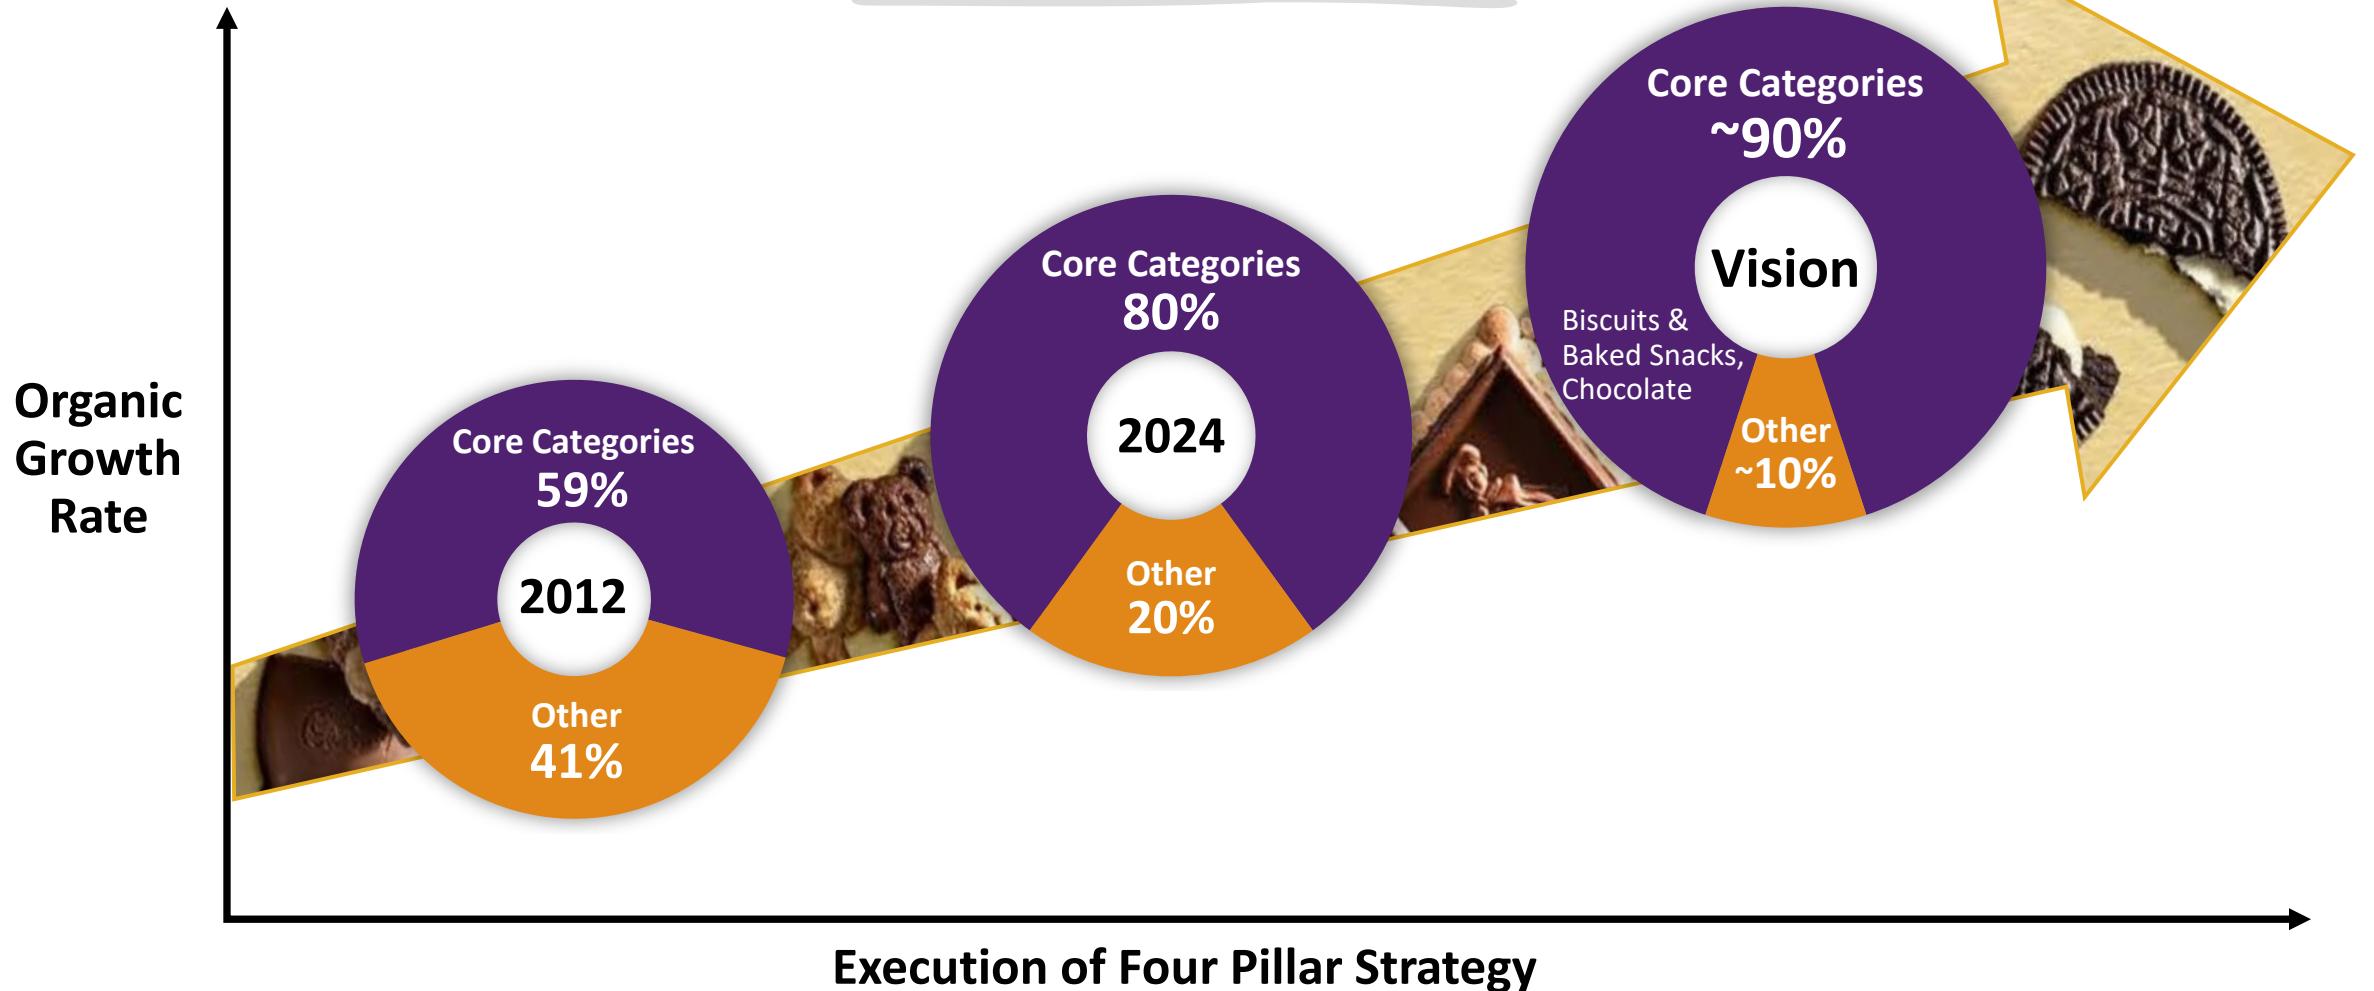 Organic
Growth
Rate
Core Categories
59%
2012
Other
41%
Core Categories
80%
2024
Other
20%
Core Categories
~90%
Vision
Biscuits &
Baked Snacks,
Chocolate
Other
~10%
Execution of Four Pillar Strategy